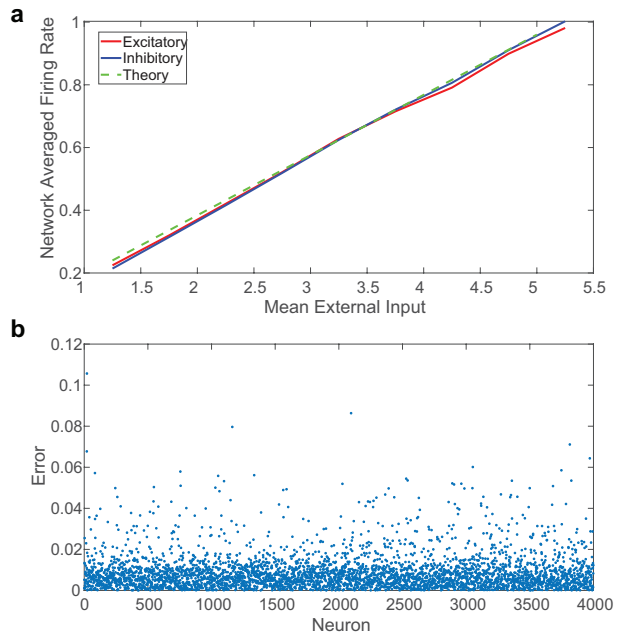 a
Network Averaged Firing Rate
1
0.8
0.6
0.4
0.2
Excitatory
Inhibitory
Theory
1 1.5 2 2.5 3 3.5 4 4.5 5 5.5
Mean External Input
b
Error
0.12
0.1
0.08
0.06
0.04
0.02
0
0 500 1000 1500 2000 2500 3000 3500 4000
Neuron